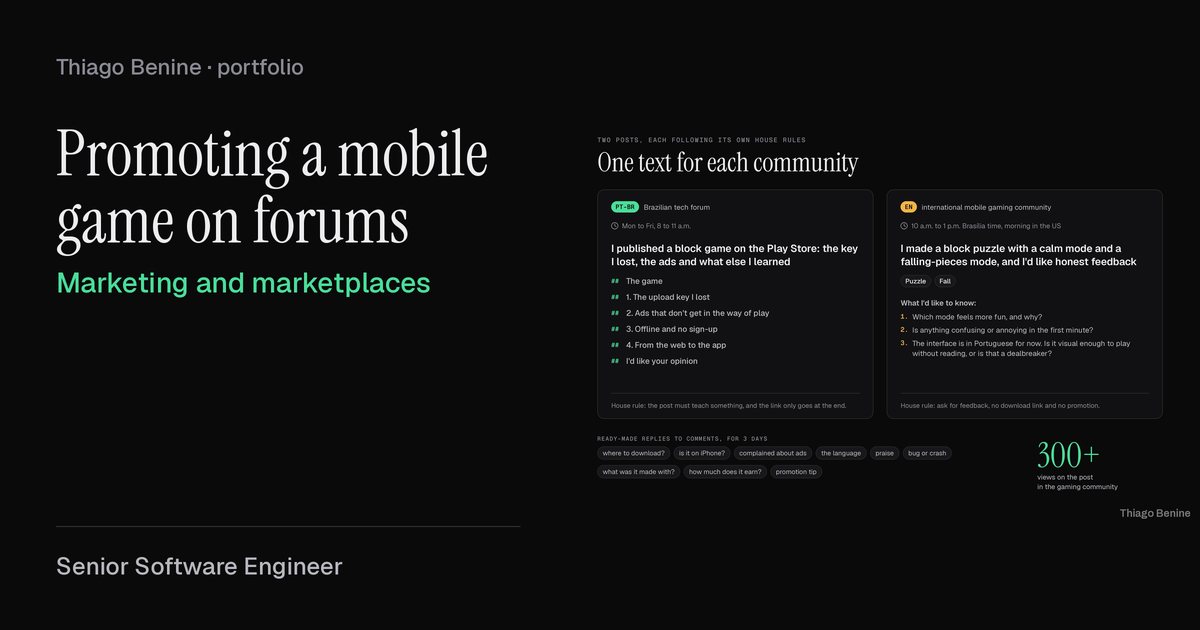 Thiago Benine · portfolio
Promoting a mobile
game on forums
Marketing and marketplaces
Senior Software Engineer
TWO POSTS, EACH FOLLOWING ITS OWN HOUSE RULES
One text for each community
PT-BR Brazilian tech forum
Mon to Fri, 8 to 11 a.m.
I published a block game on the Play Store: the key
I lost, the ads and what else I learned
## The game
## 1. The upload key I lost
## 2. Ads that don't get in the way of play
## 3. Offline and no sign-up
## 4. From the web to the app
## I'd like your opinion
House rule: the post must teach something, and the link only goes at the end.
EN international mobile gaming community
10 a.m. to 1 p.m. Brasilia time, morning in the US
I made a block puzzle with a calm mode and a
falling-pieces mode, and I'd like honest feedback
Puzzle Fall
What I'd like to know:
1. Which mode feels more fun, and why?
2. Is anything confusing or annoying in the first minute?
3. The interface is in Portuguese for now. Is it visual enough to play
without reading, or is that a dealbreaker?
House rule: ask for feedback, no download link and no promotion.
READY-MADE REPLIES TO COMMENTS, FOR 3 DAYS
where to download? is it on iPhone? complained about ads the language praise bug or crash
what was it made with? how much does it earn? promotion tip
300+
views on the post
in the gaming community
Thiago Benine